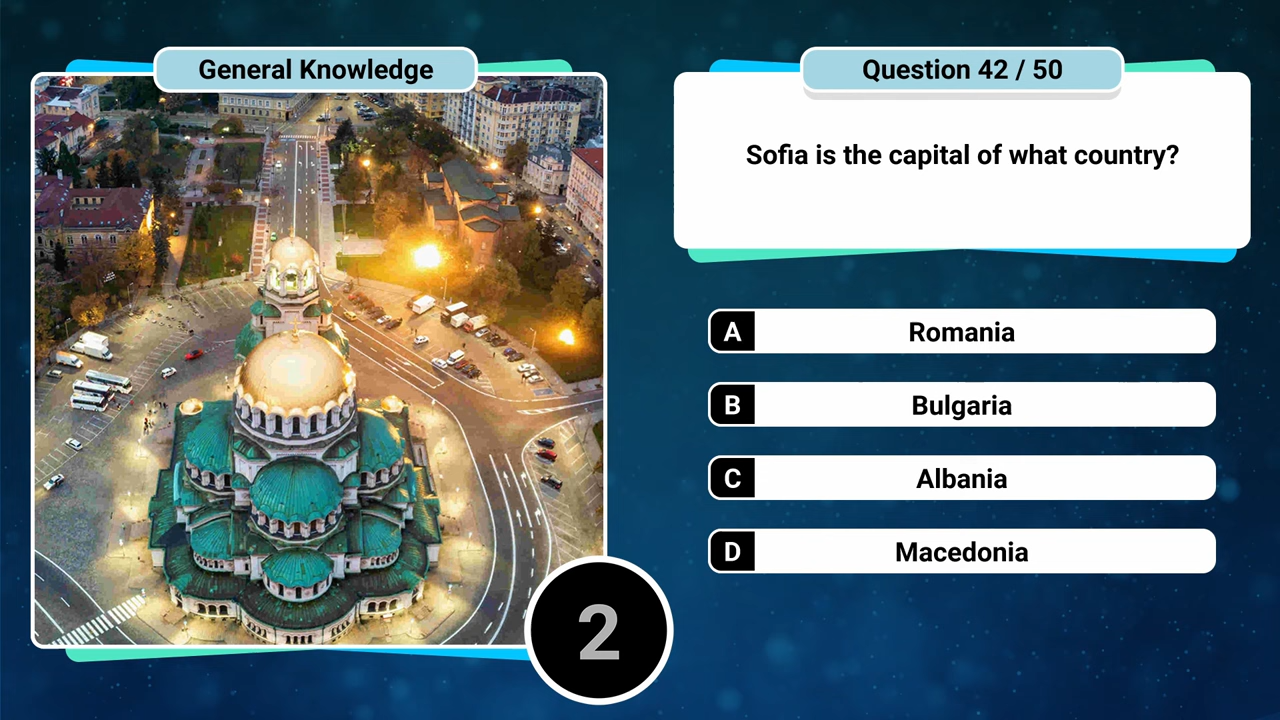 General Knowledge
Question 42 / 50
Sofia is the capital of what country?
A Romania
B Bulgaria
C Albania
D Macedonia
2